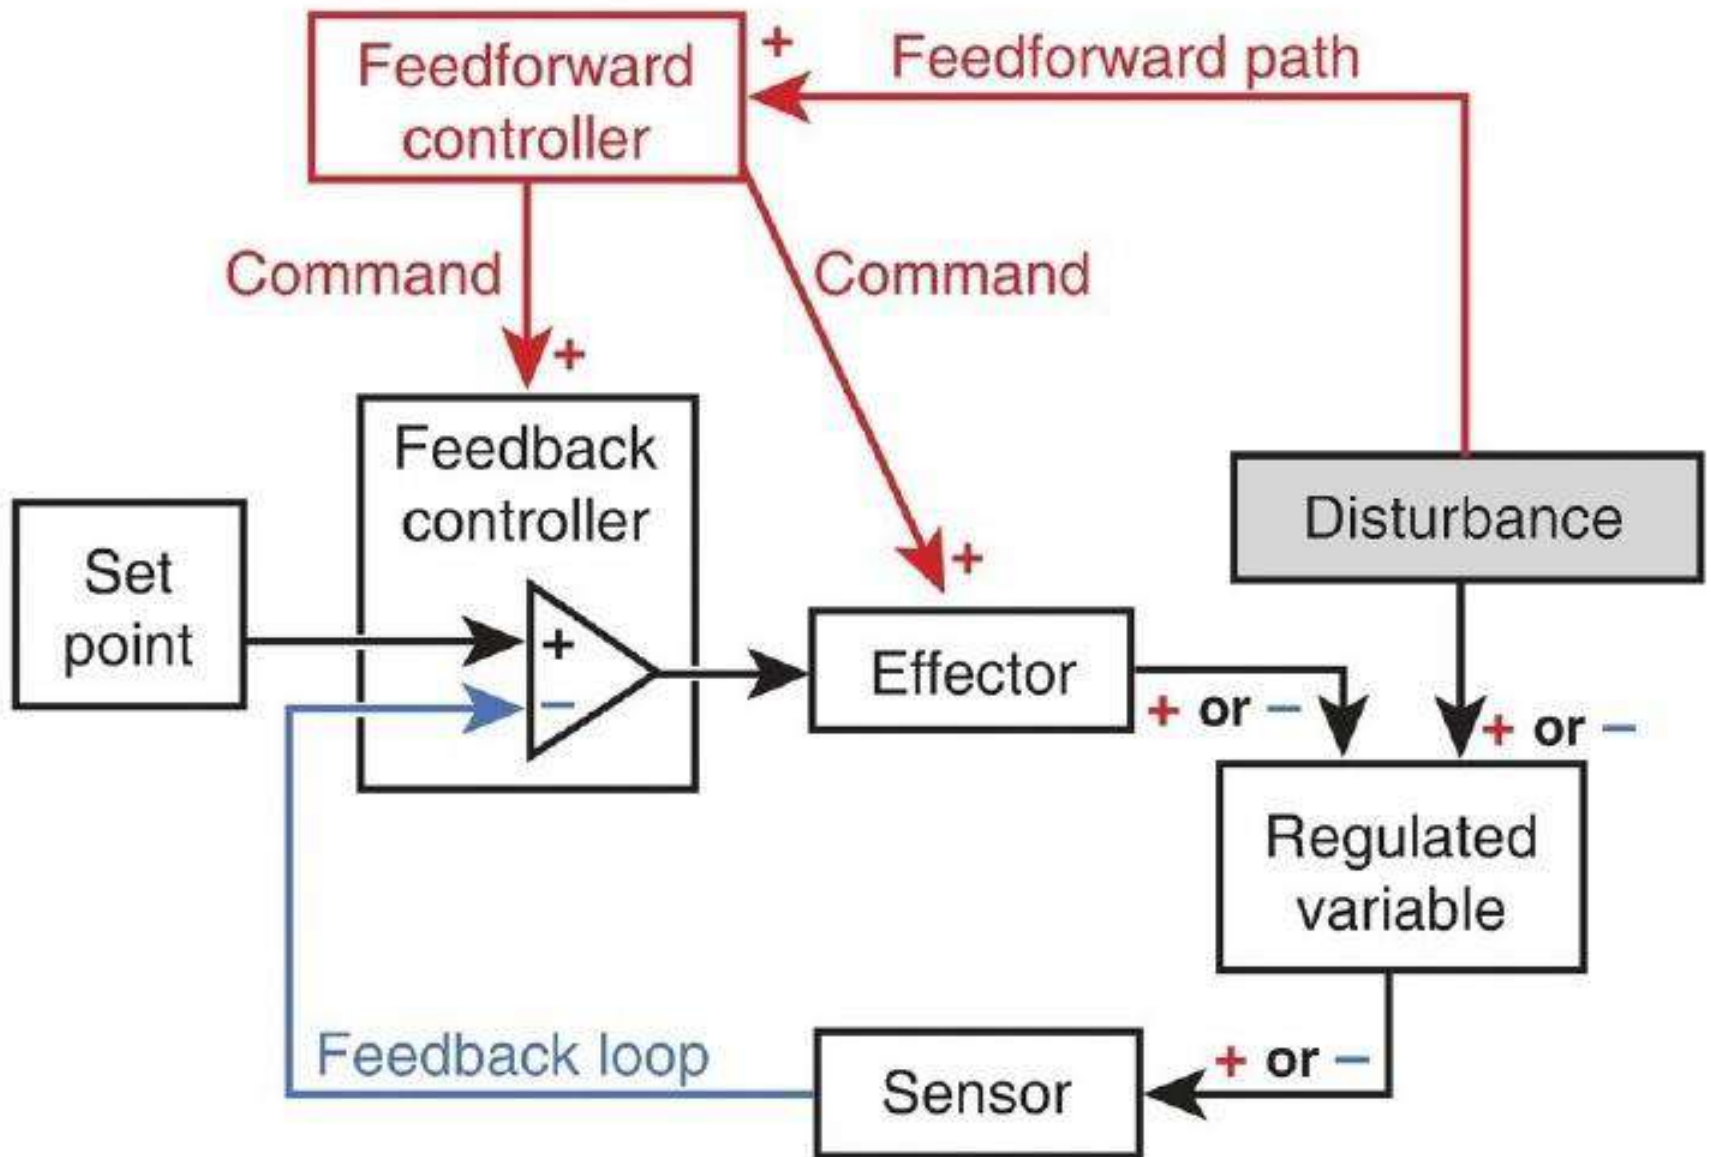 Feedforward
controller
+
Feedforward path
Command
+
Command
+
Feedback
controller
Set
point
+
−
Effector
+ or −
Disturbance
+ or −
Regulated
variable
+ or −
Sensor
Feedback loop